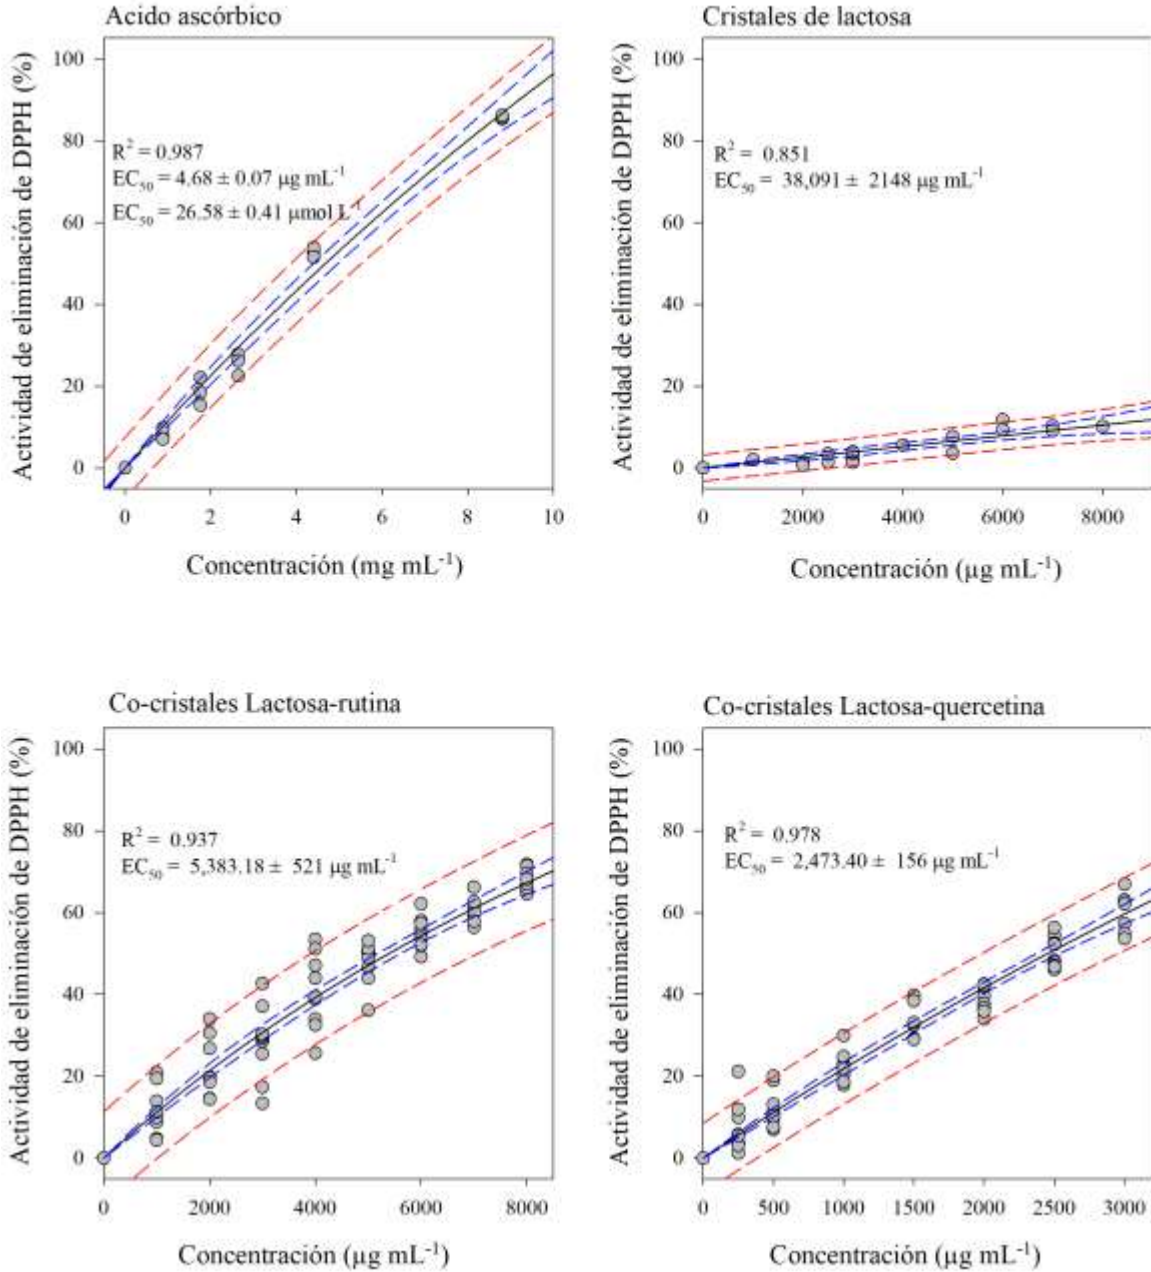 Acido ascórbico
Actividad de eliminación de DPPH (%)
100
80
60
40
20
0
R² = 0.987
EC₅₀ = 4.68 ± 0.07 µg mL⁻¹
EC₅₀ = 26.58 ± 0.41 µmol L⁻¹
0 2 4 6 8 10
Concentración (mg mL⁻¹)
Cristales de lactosa
Actividad de eliminación de DPPH (%)
100
80
60
40
20
0
R² = 0.851
EC₅₀ = 38,091 ± 2148 µg mL⁻¹
0 2000 4000 6000 8000
Concentración (µg mL⁻¹)
Co-cristales Lactosa-rutina
Actividad de eliminación de DPPH (%)
100
80
60
40
20
0
R² = 0.937
EC₅₀ = 5,383.18 ± 521 µg mL⁻¹
0 2000 4000 6000 8000
Concentración (µg mL⁻¹)
Co-cristales Lactosa-quercetina
Actividad de eliminación de DPPH (%)
100
80
60
40
20
0
R² = 0.978
EC₅₀ = 2,473.40 ± 156 µg mL⁻¹
0 500 1000 1500 2000 2500 3000
Concentración (µg mL⁻¹)